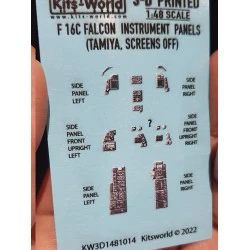 Kits-World 3-D PRINTED
1:48 SCALE
F 16C FALCON INSTRUMENT PANELS
(TAMIYA, SCREENS OFF)
SIDE PANEL LEFT
SIDE PANEL RIGHT
?
SIDE PANEL FRONT UPRIGHT LEFT
SIDE PANEL FRONT UPRIGHT RIGHT
SIDE PANEL LEFT
SIDE PANEL RIGHT
KW3D1481014 Kitsworld © 2022